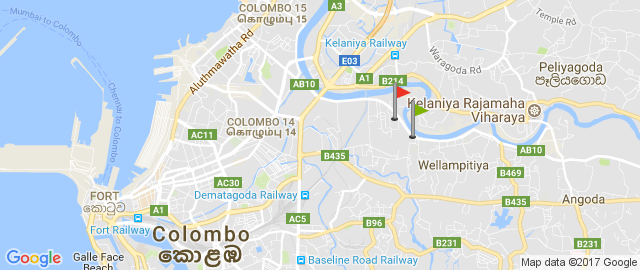 Mumbai to Colombo
Chennai to Colombo
COLOMBO 15
கொழும்பு 15
Aluthmawatha Rd
Kelaniya Railway
E03
A1
B214
AB10
Temple Rd
Waragoda Rd
Peliyagoda
පෑලියගොඩ
Kelaniya Rajamaha
Viharaya
COLOMBO 14
கொழும்பு 14
AC11
B435
AB10
Wellampitiya
B469
AC30
Dematagoda Railway
B435
Angoda
FORT
කොටුව
A1
Fort Railway
AC5
B96
Colombo
කොළඹ
B231
B231
Galle Face
Beach
Baseline Road Railway
Google
Map data ©2017 Google